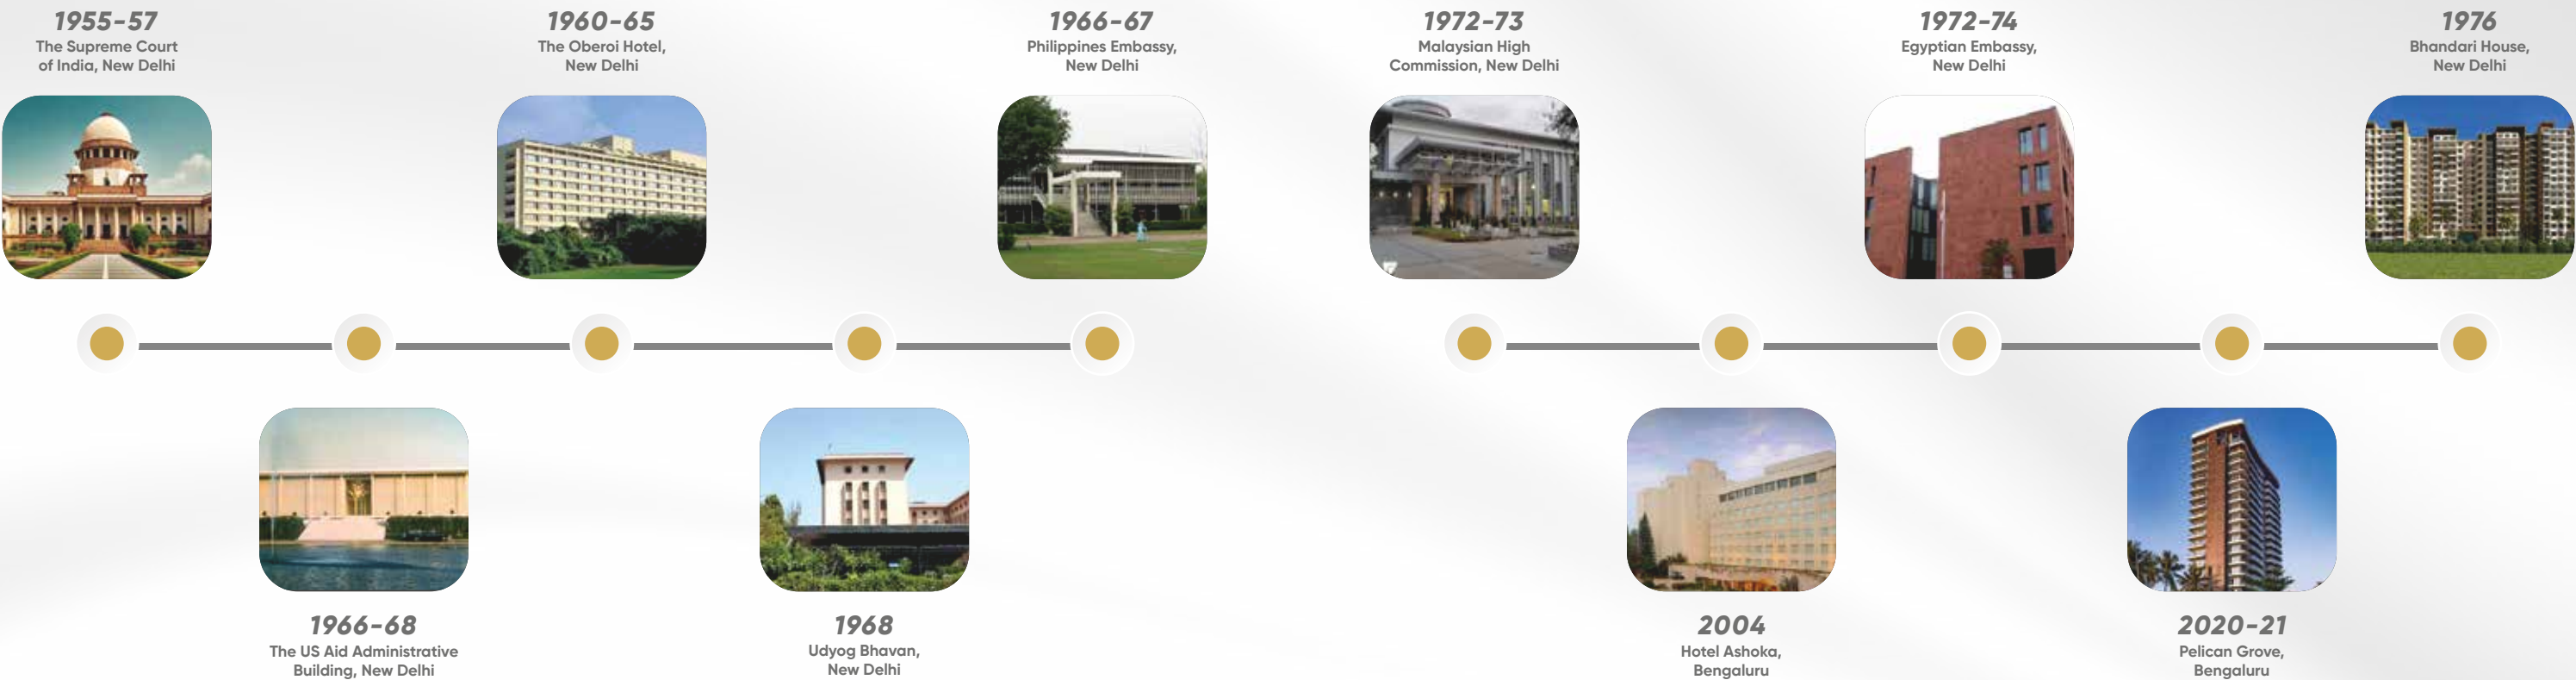 1955-57
The Supreme Court
of India, New Delhi
1960-65
The Oberoi Hotel,
New Delhi
1966-67
Philippines Embassy,
New Delhi
1972-73
Malaysian High
Commission, New Delhi
1972-74
Egyptian Embassy,
New Delhi
1976
Bhandari House,
New Delhi
1966-68
The US Aid Administrative
Building, New Delhi
1968
Udyog Bhavan,
New Delhi
2004
Hotel Ashoka,
Bengaluru
2020-21
Pelican Grove,
Bengaluru